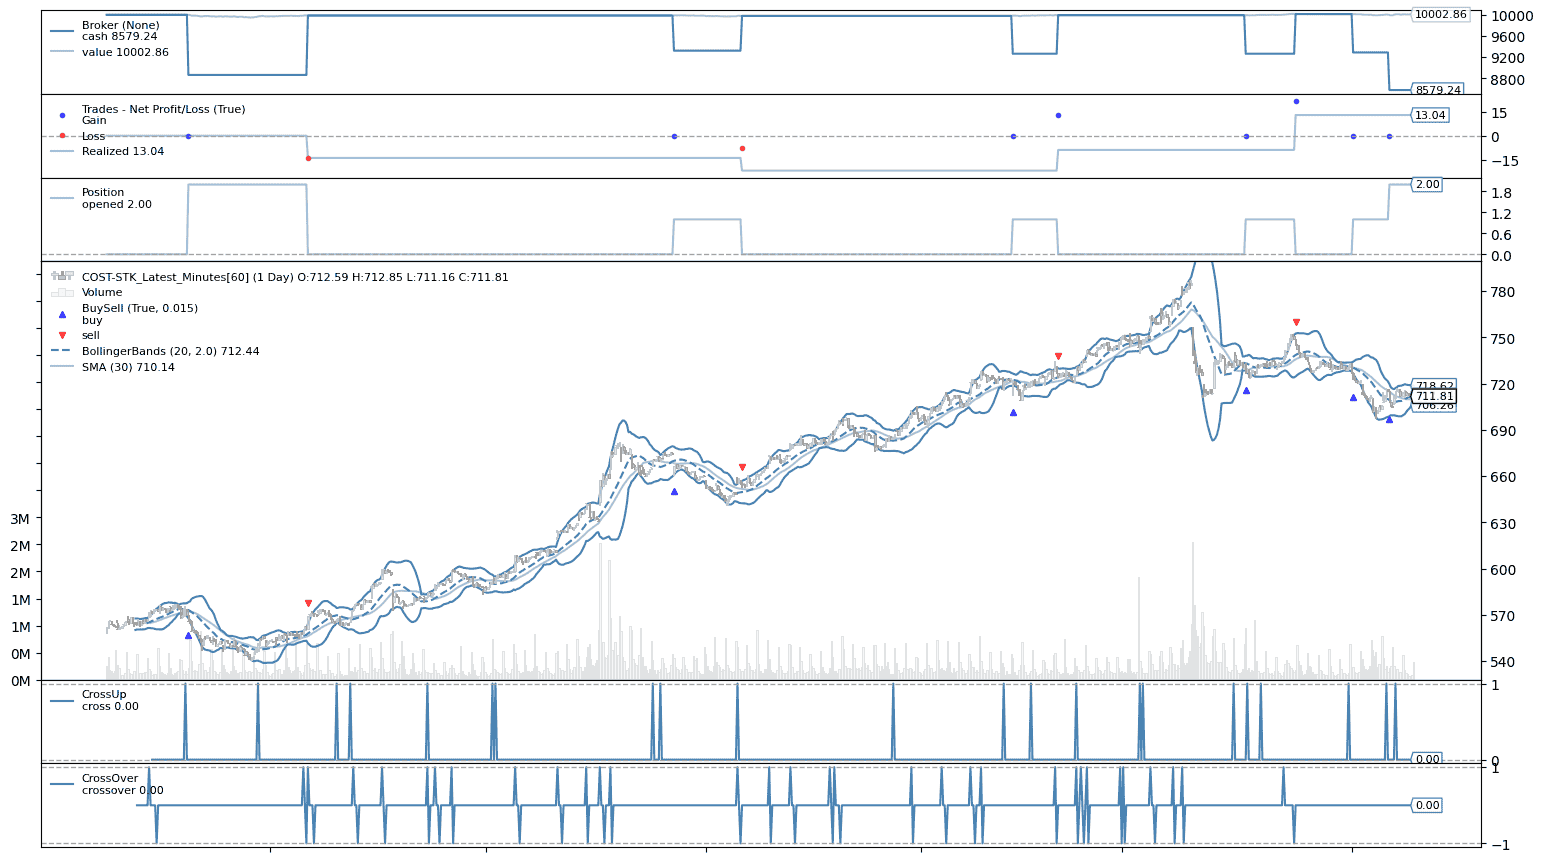 Broker (None)
cash 8579.24
value 10002.86
10002.86
8579.24
10000
9600
9200
8800
Trades - Net Profit/Loss (True)
Gain
Loss
Realized 13.04
13.04
15
0
−15
Position
opened 2.00
2.00
1.8
1.2
0.6
0.0
COST-STK_Latest_Minutes[60] (1 Day) O:712.59 H:712.85 L:711.16 C:711.81
Volume
BuySell (True, 0.015)
buy
sell
BollingerBands (20, 2.0) 712.44
SMA (30) 710.14
780
750
720
690
660
630
600
570
540
718.62
711.81
706.26
3M
2M
2M
1M
1M
0M
0M
CrossUp
cross 0.00
0.00
1
0
CrossOver
crossover 0.00
0.00
1
−1